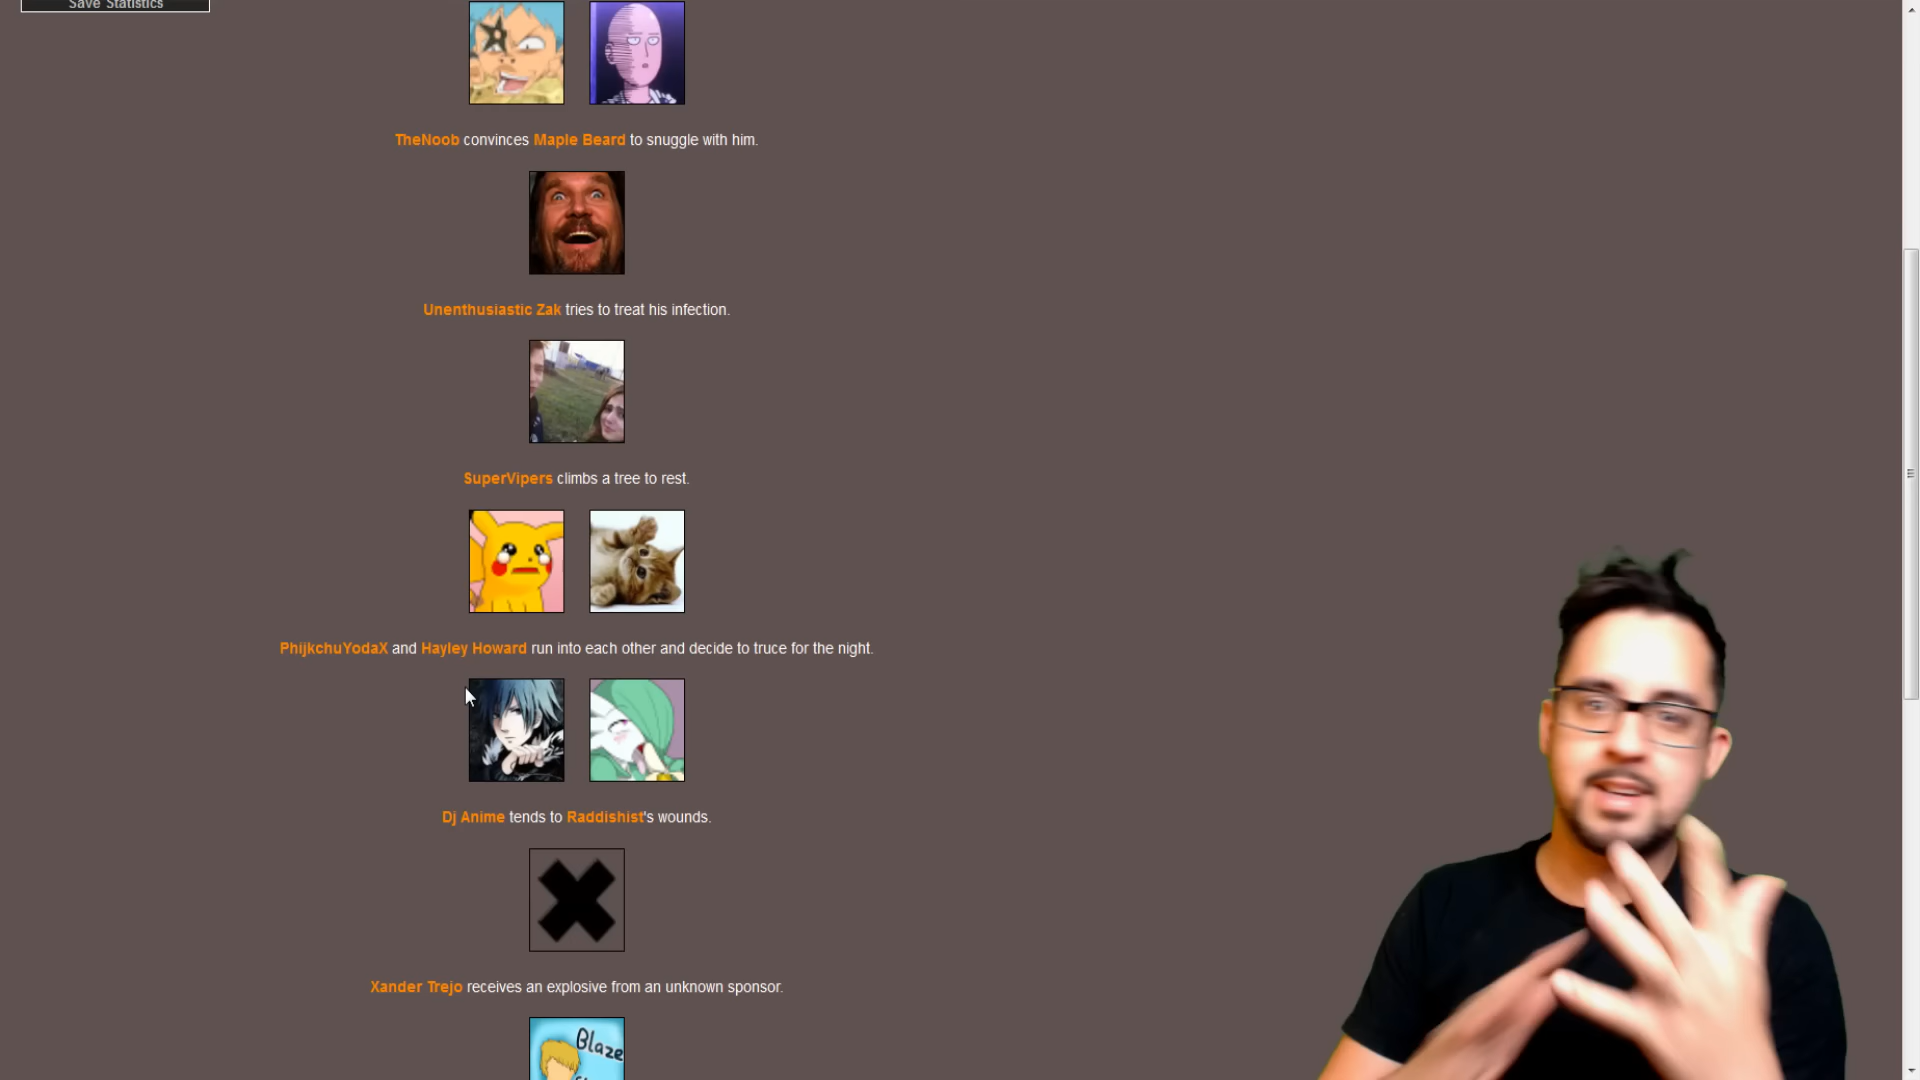 Save Statistics
TheNoob convinces Maple Beard to snuggle with him.
Unenthusiastic Zak tries to treat his infection.
SuperVipers climbs a tree to rest.
PhijkchuYodaX and Hayley Howard run into each other and decide to truce for the night.
Dj Anime tends to Raddishist's wounds.
Xander Trejo receives an explosive from an unknown sponsor.
Blaze